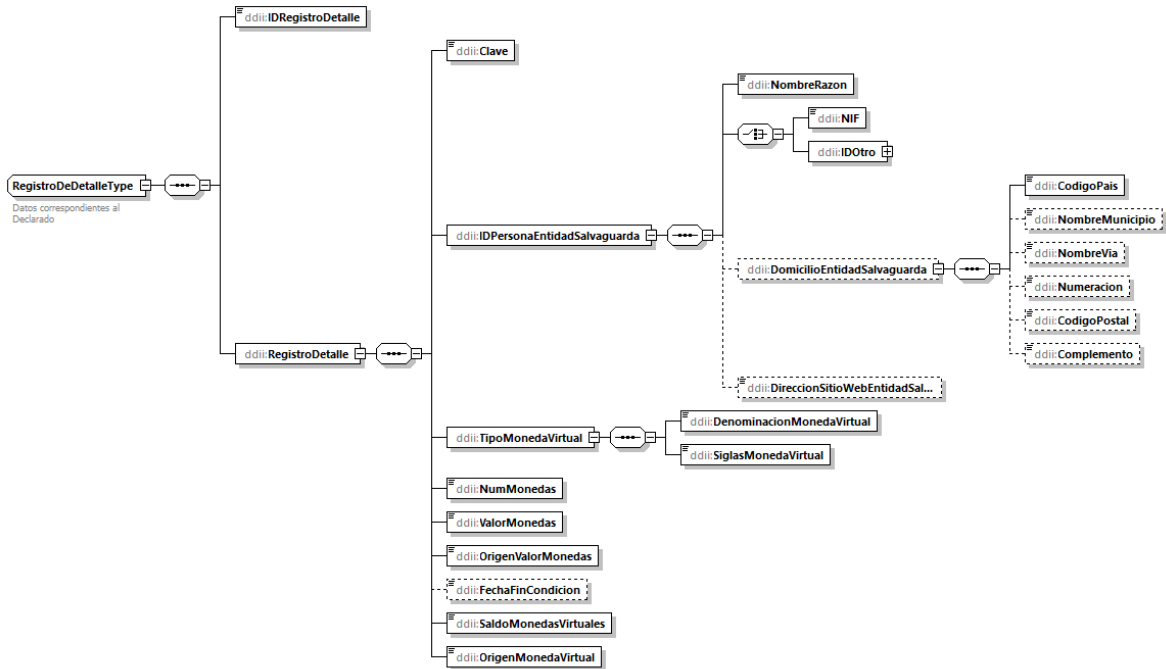 ddii:IDRegistroDetalle
ddii:Clave
ddii:NombreRazon
ddii:NIF
ddii:IDOtro
RegistroDeDetalleType
Datos correspondientes al
Declarado
ddii:CodigoPais
ddii:NombreMunicipio
ddii:IDPersonaEntidadSalvaguarda
ddii:NombreVia
ddii:DomicilioEntidadSalvaguarda
ddii:Numeracion
ddii:CodigoPostal
ddii:RegistroDetalle
ddii:Complemento
ddii:DireccionSitioWebEntidadSal...
ddii:TipoMonedaVirtual
ddii:DenominacionMonedaVirtual
ddii:SiglasMonedaVirtual
ddii:NumMonedas
ddii:ValorMonedas
ddii:OrigenValorMonedas
ddii:FechaFinCondicion
ddii:SaldoMonedasVirtuales
ddii:OrigenMonedaVirtual